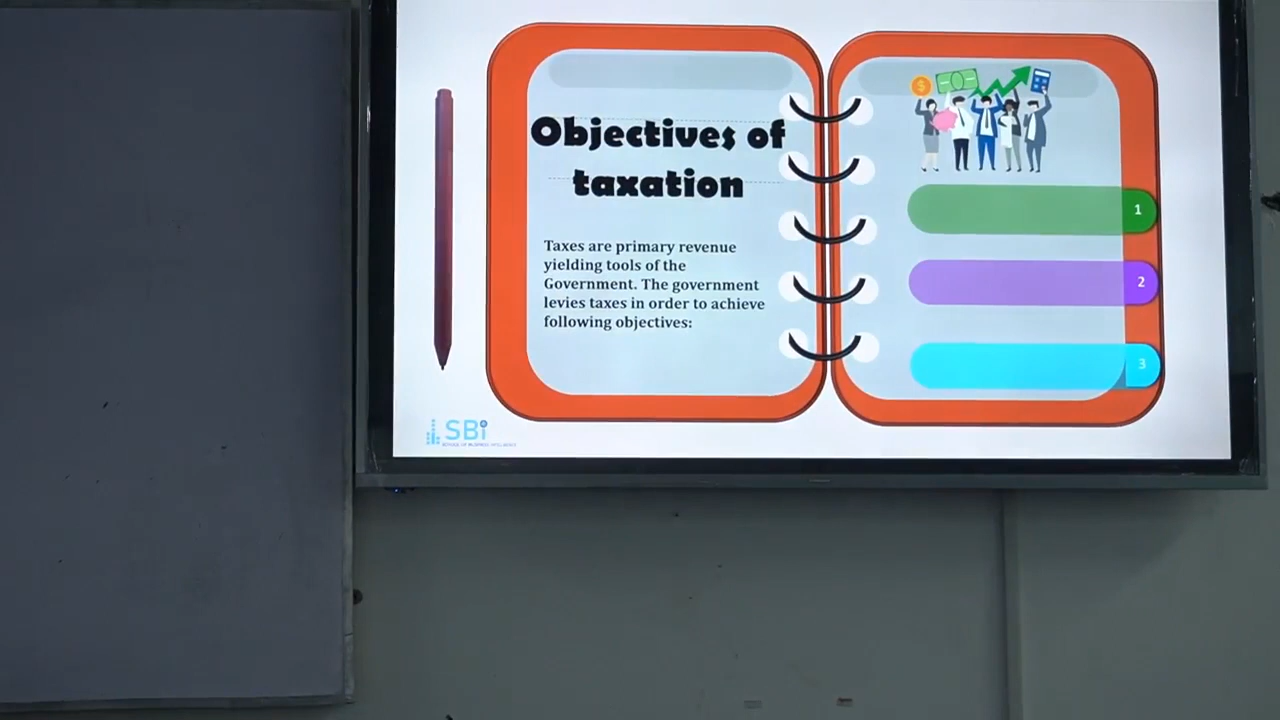 Objectives of
taxation
Taxes are primary revenue
yielding tools of the
Government. The government
levies taxes in order to achieve
following objectives:
$
1
2
3
SBi